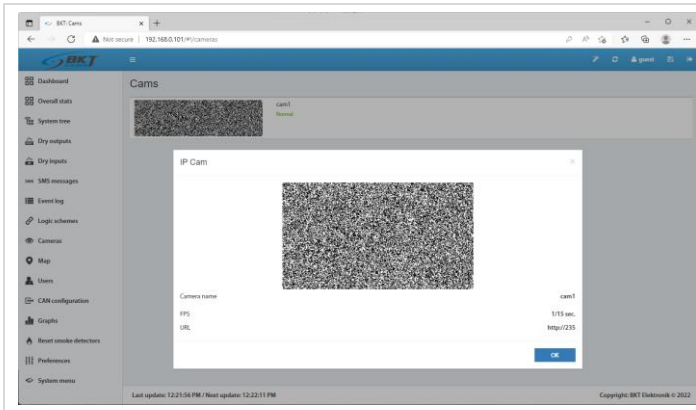 BKT: Cams
Not secure | 192.168.0.101/#!/cameras
BKT
guest
Dashboard
Overall stats
System tree
Dry outputs
Dry inputs
SMS messages
Event log
Logic schemes
Cameras
Map
Users
CAN configuration
Graphs
Reset smoke detectors
Preferences
System menu
Cams
cam1
Normal
IP Cam
Camera name cam1
FPS 1/15 sec.
URL http://235
OK
Last update: 12:21:56 PM / Next update: 12:22:11 PM
Copyright: BKT Elektronik © 2022